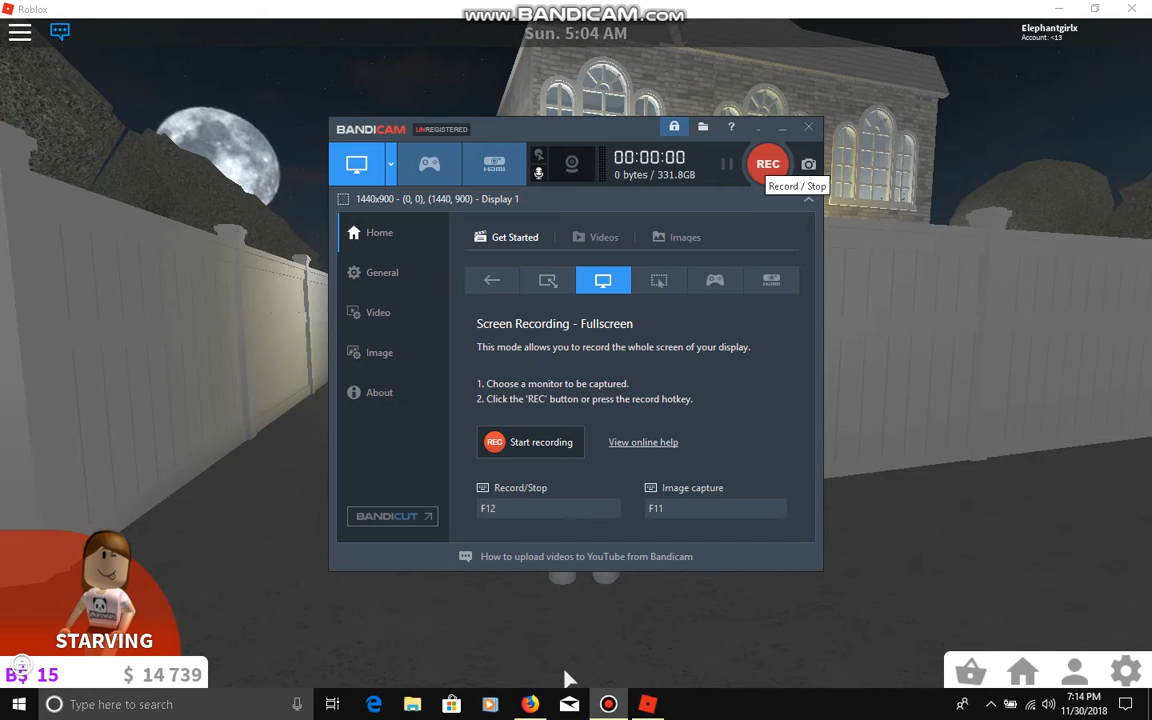 Roblox
www.BANDICAM.com
Sun. 5:04 AM
Elephantgirlx
Account: <13
BANDICAM UNREGISTERED
?
HDMI
00:00:00
0 bytes / 331.8GB
REC
Record / Stop
1440x900 - (0, 0), (1440, 900) - Display 1
Home
General
Video
Image
About
BANDICUT
Get Started
Videos
Images
HDMI
Screen Recording - Fullscreen
This mode allows you to record the whole screen of your display.
1. Choose a monitor to be captured.
2. Click the 'REC' button or press the record hotkey.
REC Start recording
View online help
Record/Stop
F12
Image capture
F11
How to upload videos to YouTube from Bandicam
STARVING
B$ 15
$ 14 739
Type here to search
7:14 PM
11/30/2018